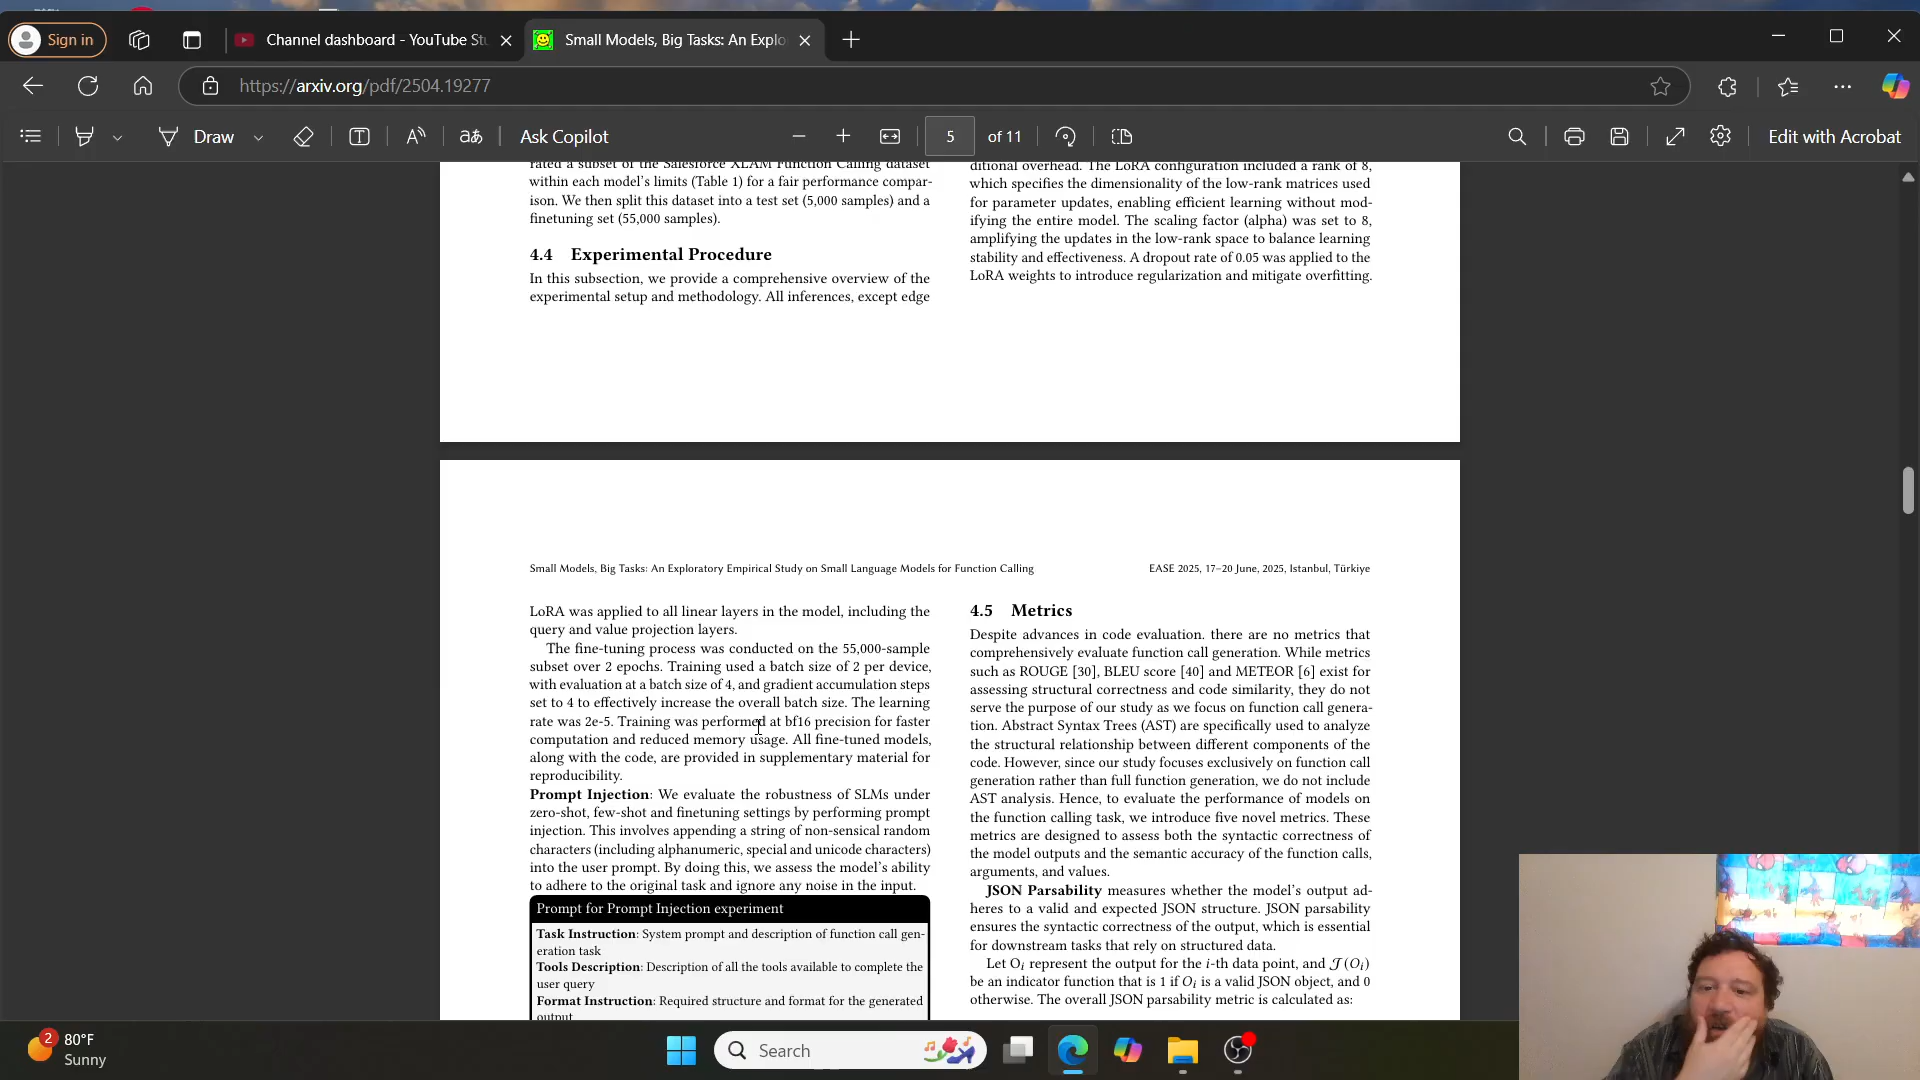 Sign in
Channel dashboard - YouTube St
Small Models, Big Tasks: An Explo
https://arxiv.org/pdf/2504.19277
Draw
aあ
Ask Copilot
5
of 11
Edit with Acrobat
rated a subset of the Salesforce XLAM Function Calling dataset
within each model's limits (Table 1) for a fair performance compar-
ison. We then split this dataset into a test set (5,000 samples) and a
finetuning set (55,000 samples).
4.4 Experimental Procedure
In this subsection, we provide a comprehensive overview of the
experimental setup and methodology. All inferences, except edge
ditional overhead. The LoRA configuration included a rank of 8,
which specifies the dimensionality of the low-rank matrices used
for parameter updates, enabling efficient learning without mod-
ifying the entire model. The scaling factor (alpha) was set to 8,
amplifying the updates in the low-rank space to balance learning
stability and effectiveness. A dropout rate of 0.05 was applied to the
LoRA weights to introduce regularization and mitigate overfitting.
Small Models, Big Tasks: An Exploratory Empirical Study on Small Language Models for Function Calling
EASE 2025, 17–20 June, 2025, Istanbul, Türkiye
LoRA was applied to all linear layers in the model, including the
query and value projection layers.
The fine-tuning process was conducted on the 55,000-sample
subset over 2 epochs. Training used a batch size of 2 per device,
with evaluation at a batch size of 4, and gradient accumulation steps
set to 4 to effectively increase the overall batch size. The learning
rate was 2e-5. Training was performed at bf16 precision for faster
computation and reduced memory usage. All fine-tuned models,
along with the code, are provided in supplementary material for
reproducibility.
Prompt Injection: We evaluate the robustness of SLMs under
zero-shot, few-shot and finetuning settings by performing prompt
injection. This involves appending a string of non-sensical random
characters (including alphanumeric, special and unicode characters)
into the user prompt. By doing this, we assess the model's ability
to adhere to the original task and ignore any noise in the input.
Prompt for Prompt Injection experiment
Task Instruction: System prompt and description of function call gen-
eration task
Tools Description: Description of all the tools available to complete the
user query
Format Instruction: Required structure and format for the generated
output
4.5 Metrics
Despite advances in code evaluation. there are no metrics that
comprehensively evaluate function call generation. While metrics
such as ROUGE [30], BLEU score [40] and METEOR [6] exist for
assessing structural correctness and code similarity, they do not
serve the purpose of our study as we focus on function call genera-
tion. Abstract Syntax Trees (AST) are specifically used to analyze
the structural relationship between different components of the
code. However, since our study focuses exclusively on function call
generation rather than full function generation, we do not include
AST analysis. Hence, to evaluate the performance of models on
the function calling task, we introduce five novel metrics. These
metrics are designed to assess both the syntactic correctness of
the model outputs and the semantic accuracy of the function calls,
arguments, and values.
JSON Parsability measures whether the model's output ad-
heres to a valid and expected JSON structure. JSON parsability
ensures the syntactic correctness of the output, which is essential
for downstream tasks that rely on structured data.
Let Oi represent the output for the i-th data point, and 𝒥(Oi)
be an indicator function that is 1 if Oi is a valid JSON object, and 0
otherwise. The overall JSON parsability metric is calculated as:
2
80°F
Sunny
Search